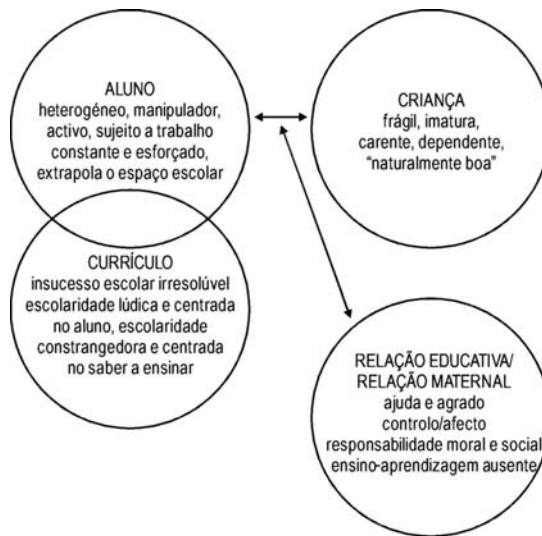 ALUNO
heterogéneo, manipulador,
activo, sujeito a trabalho
constante e esforçado,
extrapola o espaço escolar
CRIANÇA
frágil, imatura,
carente, dependente,
“naturalmente boa”
CURRÍCULO
insucesso escolar irresolúvel
escolaridade lúdica e centrada
no aluno, escolaridade
constrangedora e centrada
no saber a ensinar
RELAÇÃO EDUCATIVA/
RELAÇÃO MATERNAL
ajuda e agrado
controlo/afecto
responsabilidade moral e social
ensino-aprendizagem ausente